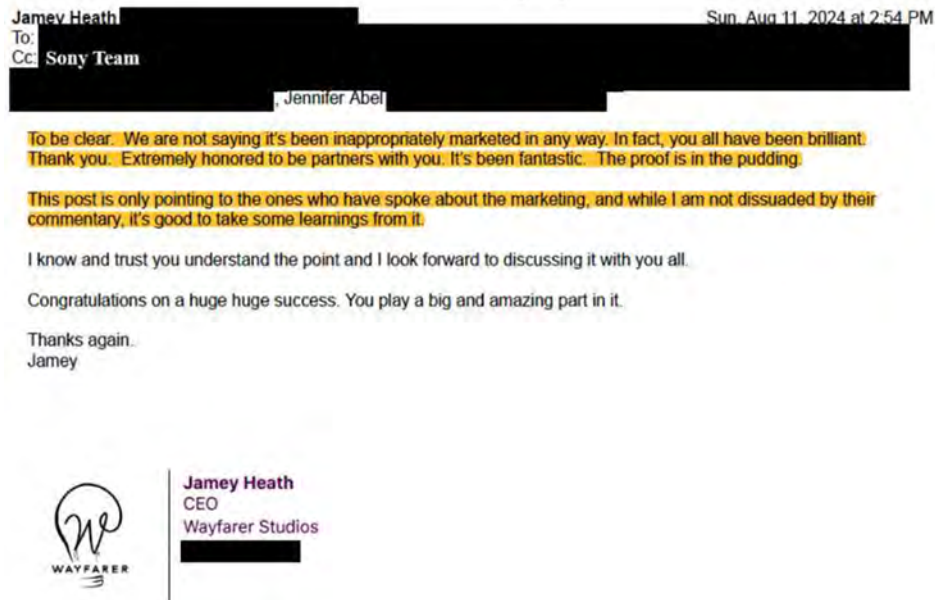 Jamey Heath
Sun, Aug 11, 2024 at 2:54 PM
To:
Cc: Sony Team
, Jennifer Abel
To be clear. We are not saying it's been inappropriately marketed in any way. In fact, you all have been brilliant.
Thank you. Extremely honored to be partners with you. It's been fantastic. The proof is in the pudding.
This post is only pointing to the ones who have spoke about the marketing, and while I am not dissuaded by their
commentary, it's good to take some learnings from it.
I know and trust you understand the point and I look forward to discussing it with you all.
Congratulations on a huge huge success. You play a big and amazing part in it.
Thanks again.
Jamey
W
WAYFARER
Jamey Heath
CEO
Wayfarer Studios